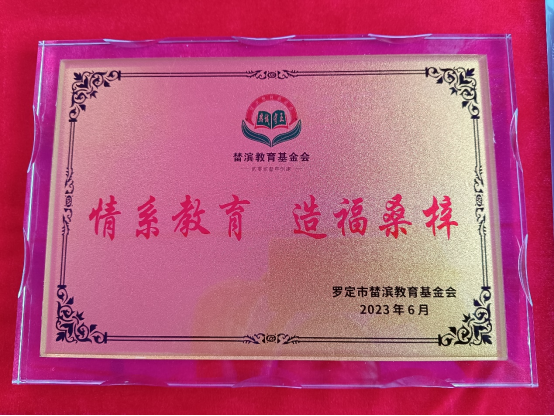 替滨教育基金会
情系教育 造福桑梓
罗定市替滨教育基金会
2023年6月